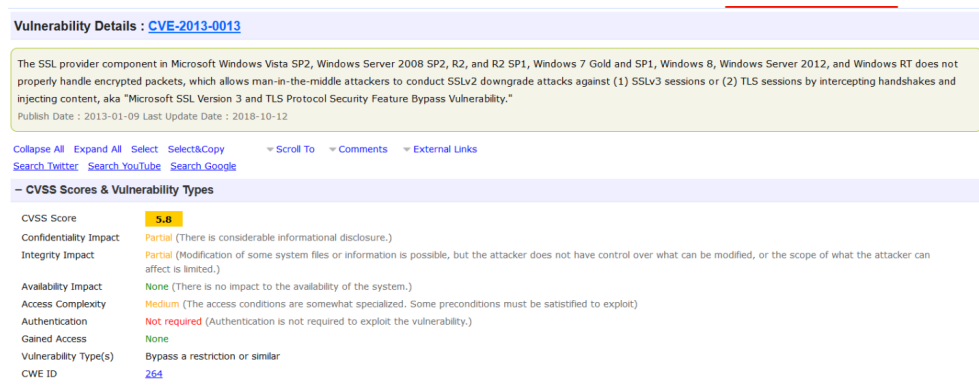 Vulnerability Details : CVE-2013-0013
The SSL provider component in Microsoft Windows Vista SP2, Windows Server 2008 SP2, R2, and R2 SP1, Windows 7 Gold and SP1, Windows 8, Windows Server 2012, and Windows RT does not
properly handle encrypted packets, which allows man-in-the-middle attackers to conduct SSLv2 downgrade attacks against (1) SSLv3 sessions or (2) TLS sessions by intercepting handshakes and
injecting content, aka "Microsoft SSL Version 3 and TLS Protocol Security Feature Bypass Vulnerability."
Publish Date : 2013-01-09 Last Update Date : 2018-10-12
Collapse All Expand All Select Select&Copy Scroll To Comments External Links
Search Twitter Search YouTube Search Google
− CVSS Scores & Vulnerability Types
CVSS Score 5.8
Confidentiality Impact Partial (There is considerable informational disclosure.)
Integrity Impact Partial (Modification of some system files or information is possible, but the attacker does not have control over what can be modified, or the scope of what the attacker can
affect is limited.)
Availability Impact None (There is no impact to the availability of the system.)
Access Complexity Medium (The access conditions are somewhat specialized. Some preconditions must be satistified to exploit)
Authentication Not required (Authentication is not required to exploit the vulnerability.)
Gained Access None
Vulnerability Type(s) Bypass a restriction or similar
CWE ID 264